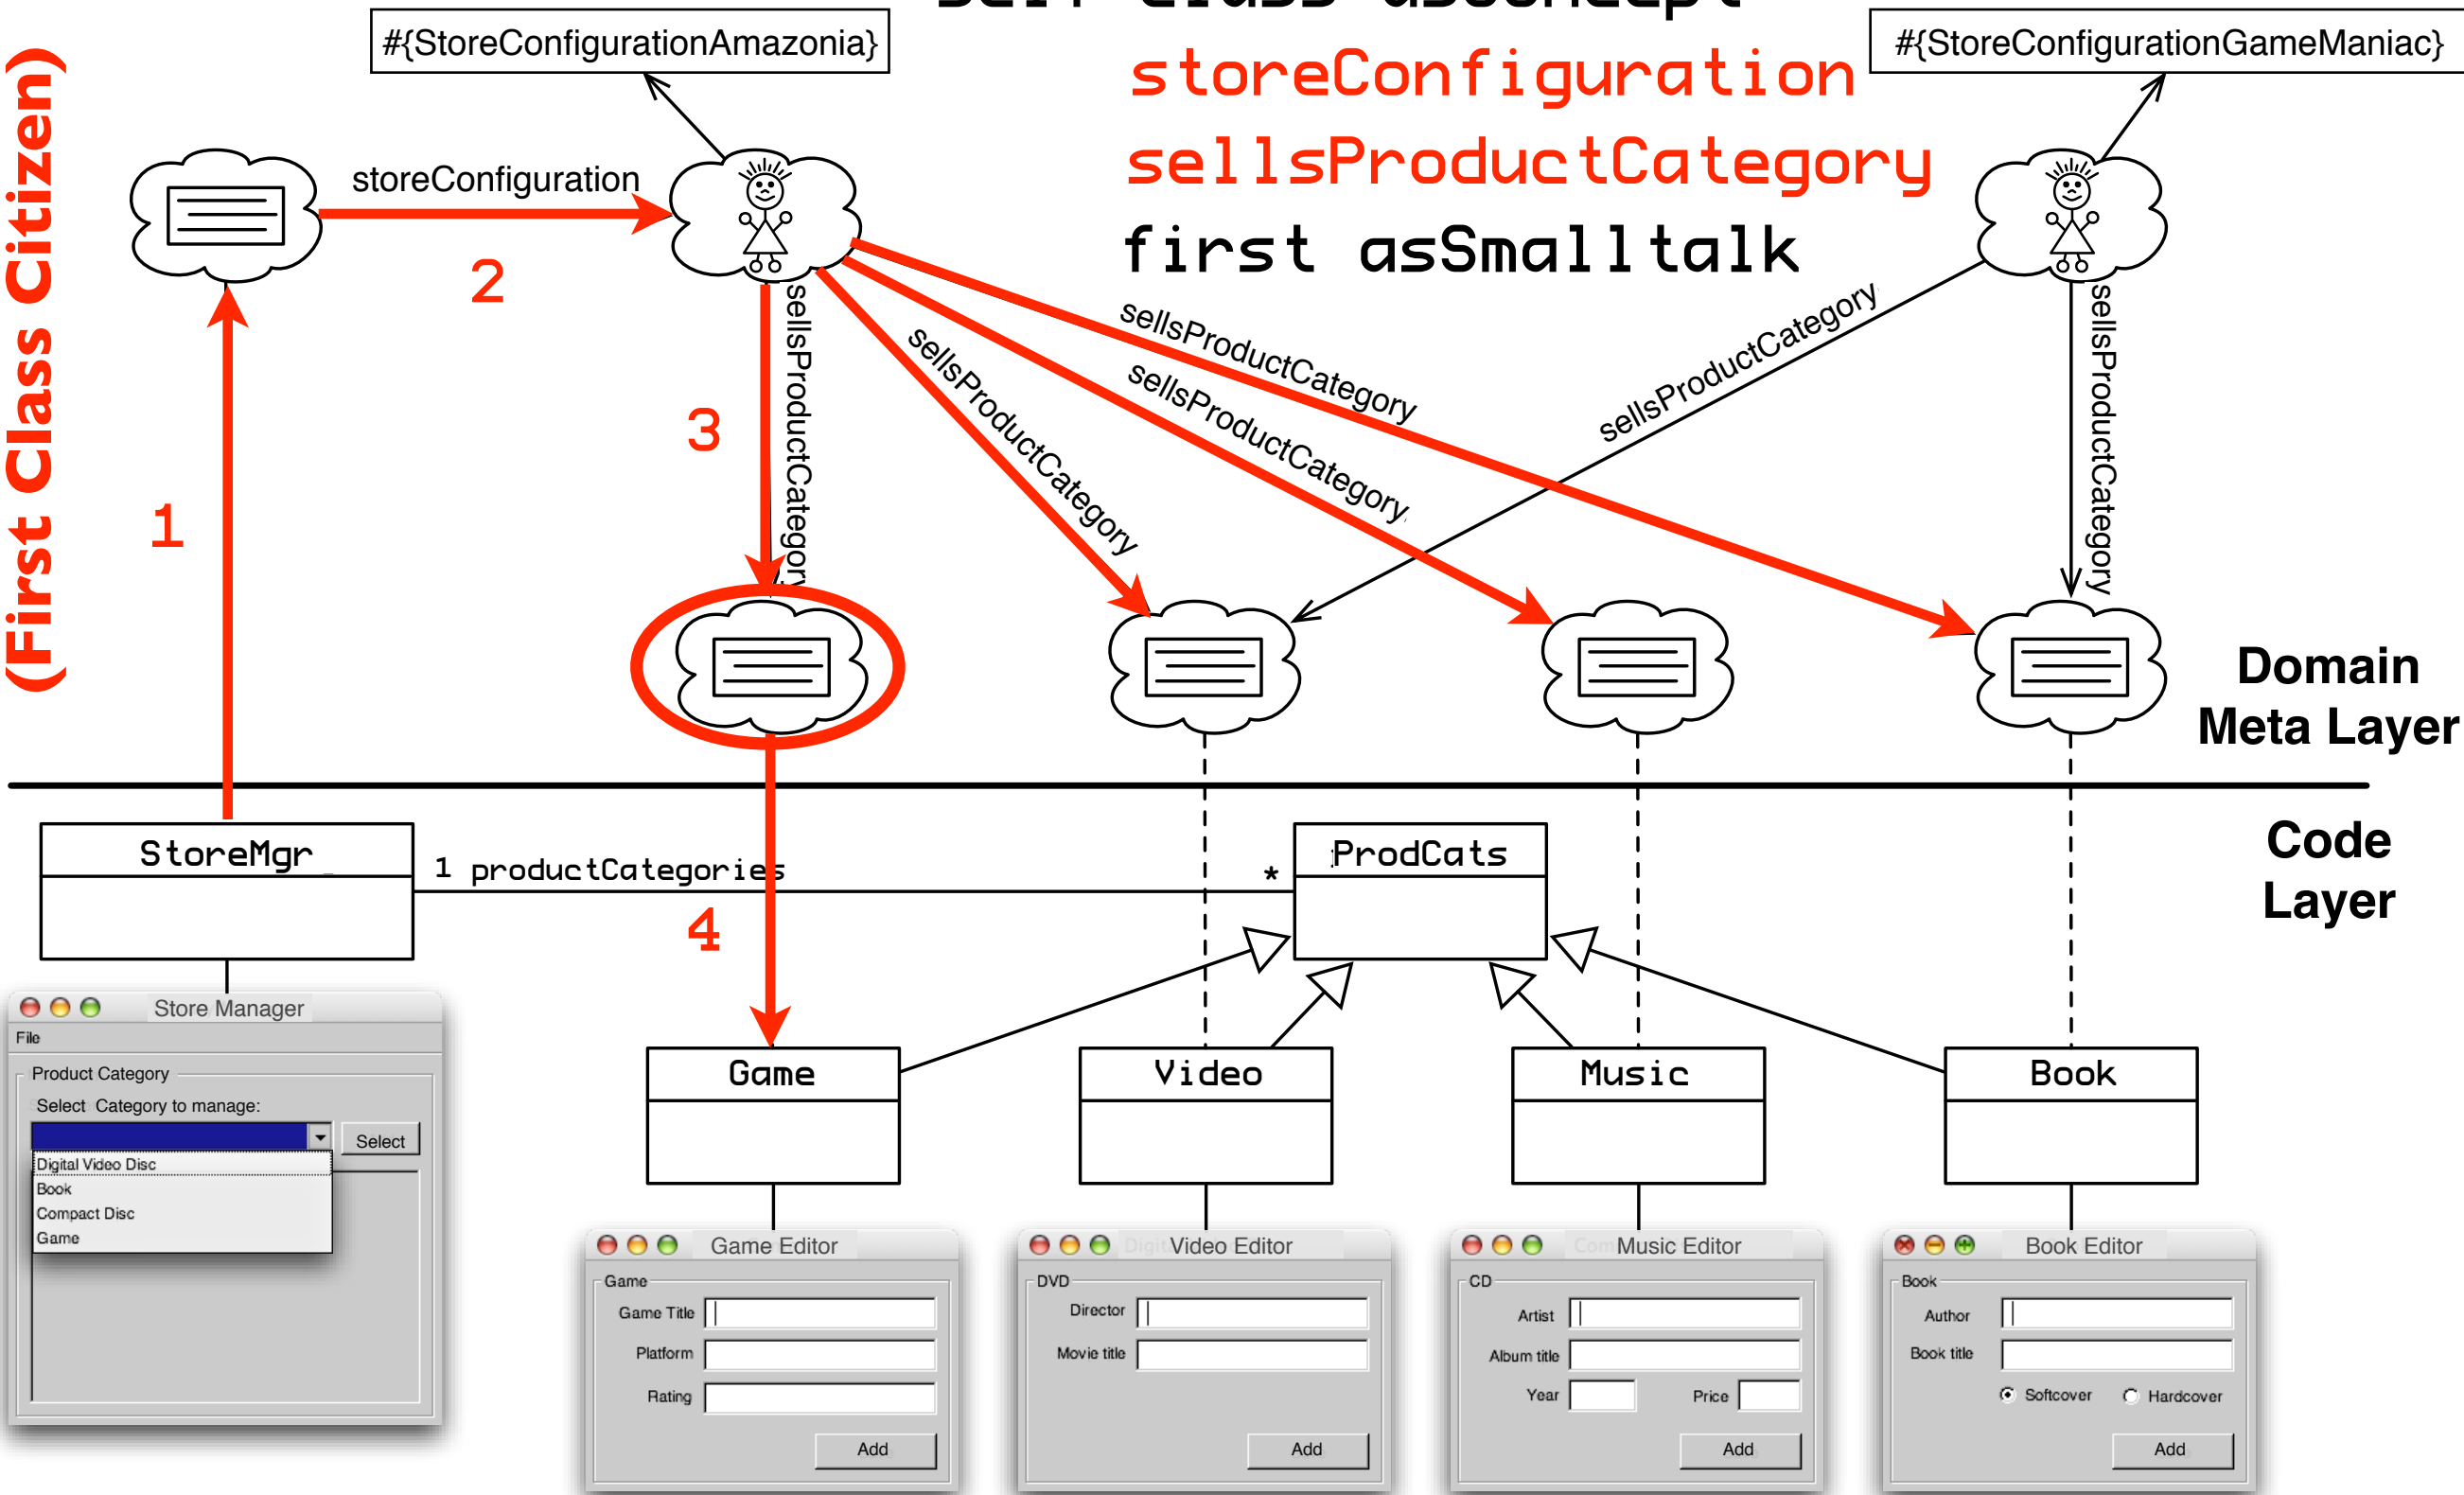 self class asConcept
#{StoreConfigurationAmazonia}
#{StoreConfigurationGameManiac}
storeConfiguration
sellsProductCategory
first asSmalltalk
(First Class Citizen)
storeConfiguration
1
2
3
4
sellsProductCategory
sellsProductCategory
sellsProductCategory
sellsProductCategory
sellsProductCategory
sellsProductCategory
Domain
Meta Layer
Code
Layer
StoreMgr
1 productCategories
*
ProdCats
Game
Video
Music
Book
Store Manager
File
Product Category
Select Category to manage:
Select
Digital Video Disc
Book
Compact Disc
Game
Game Editor
Game
Game Title
Platform
Rating
Add
Video Editor
DVD
Director
Movie title
Add
Music Editor
CD
Artist
Album title
Year
Price
Add
Book Editor
Book
Author
Book title
Softcover
Hardcover
Add